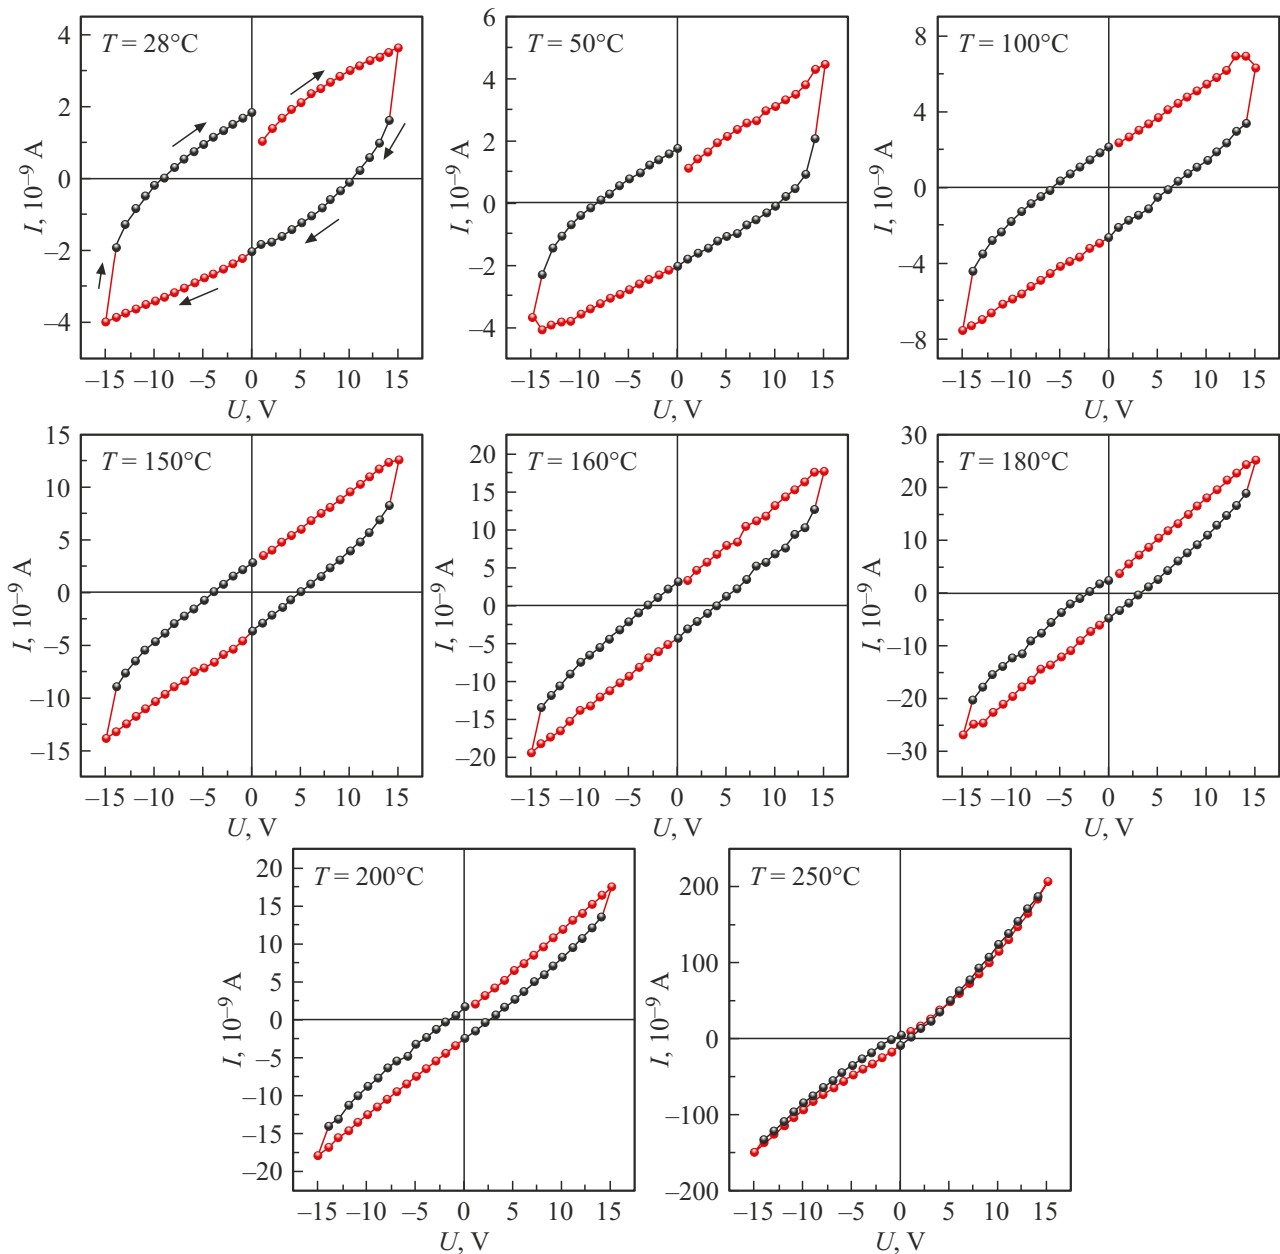 T = 28°C
4
2
0
–2
–4
I, 10–9 A
–15 –10 –5 0 5 10 15
U, V
T = 50°C
6
4
2
0
–2
–4
I, 10–9 A
–15 –10 –5 0 5 10 15
U, V
T = 100°C
8
4
0
–4
–8
I, 10–9 A
–15 –10 –5 0 5 10 15
U, V
T = 150°C
15
10
5
0
–5
–10
–15
I, 10–9 A
–15 –10 –5 0 5 10 15
U, V
T = 160°C
20
15
10
5
0
–5
–10
–15
–20
I, 10–9 A
–15 –10 –5 0 5 10 15
U, V
T = 180°C
30
20
10
0
–10
–20
–30
I, 10–9 A
–15 –10 –5 0 5 10 15
U, V
T = 200°C
20
15
10
5
0
–5
–10
–15
–20
I, 10–9 A
–15 –10 –5 0 5 10 15
U, V
T = 250°C
200
100
0
–100
–200
I, 10–9 A
–15 –10 –5 0 5 10 15
U, V